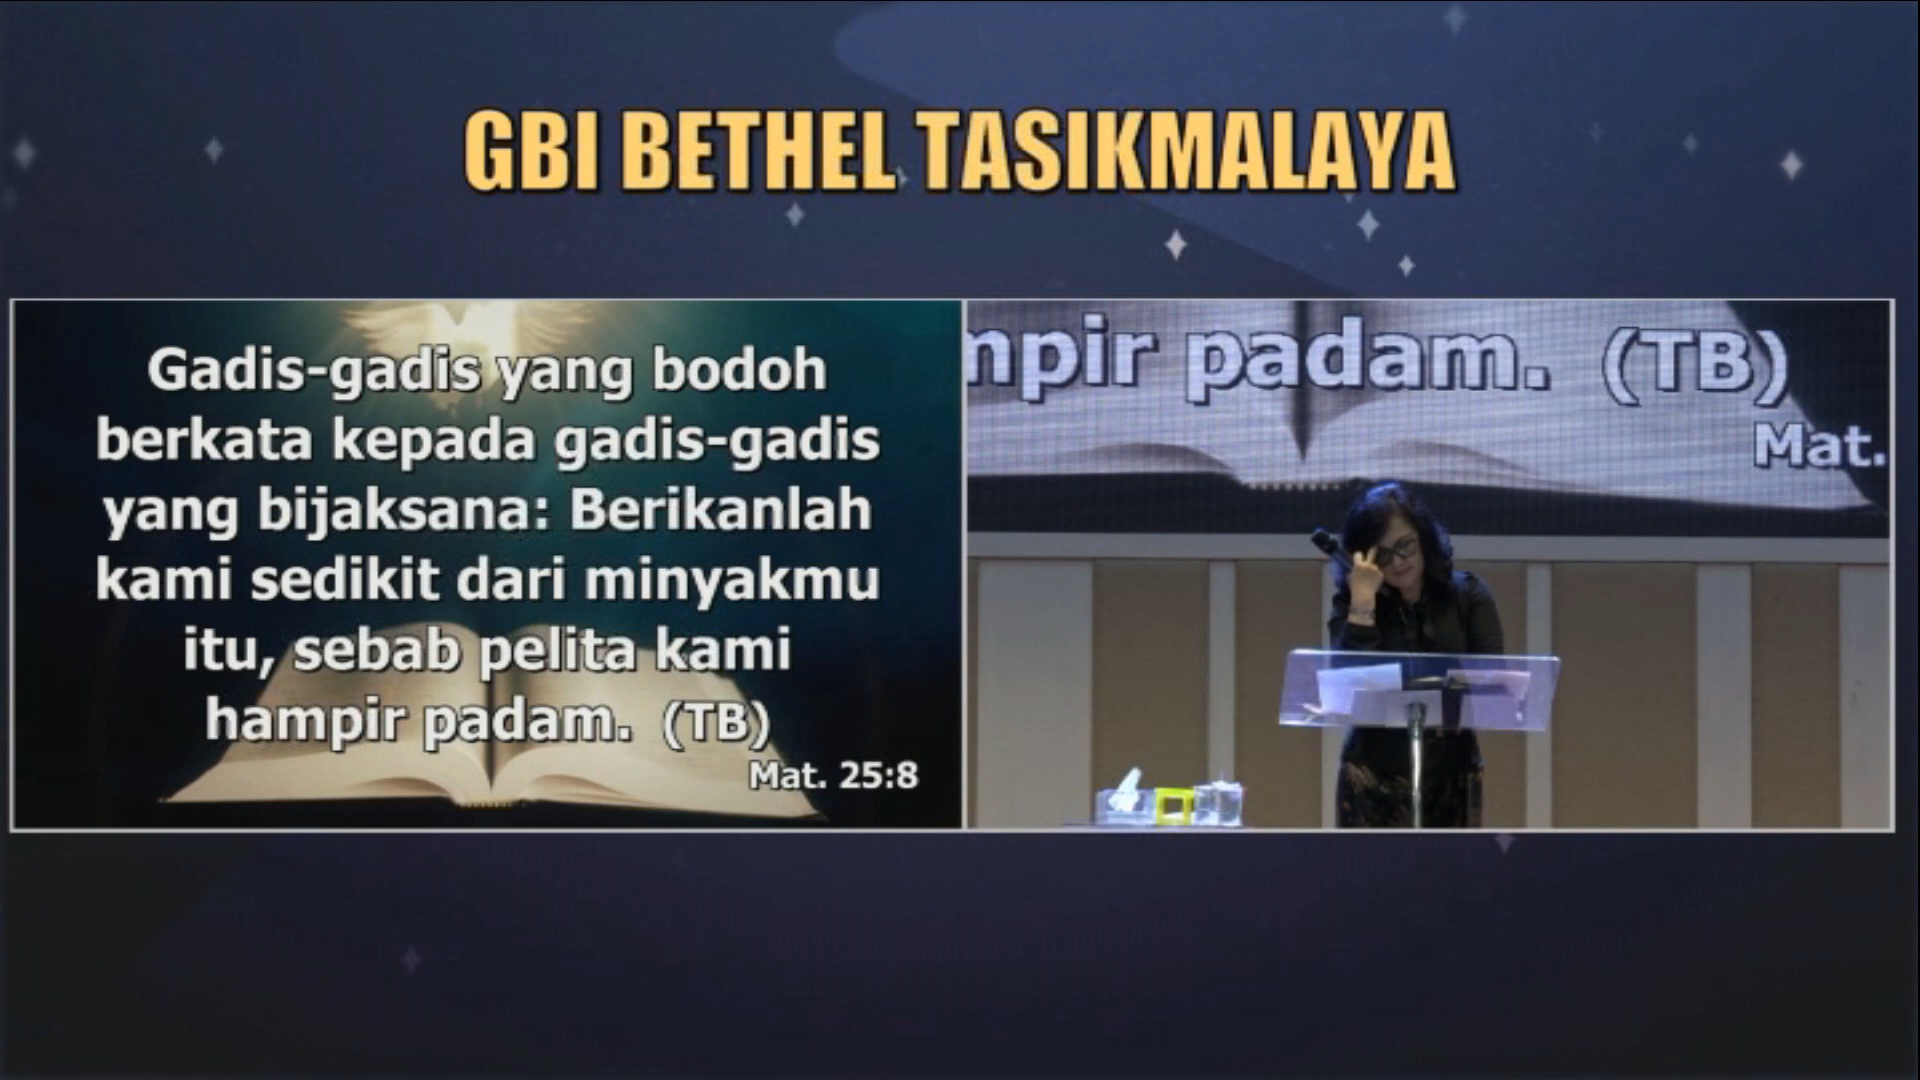 GBI BETHEL TASIKMALAYA
Gadis-gadis yang bodoh
berkata kepada gadis-gadis
yang bijaksana: Berikanlah
kami sedikit dari minyakmu
itu, sebab pelita kami
hampir padam. (TB)
Mat. 25:8
mpir padam. (TB)
Mat.